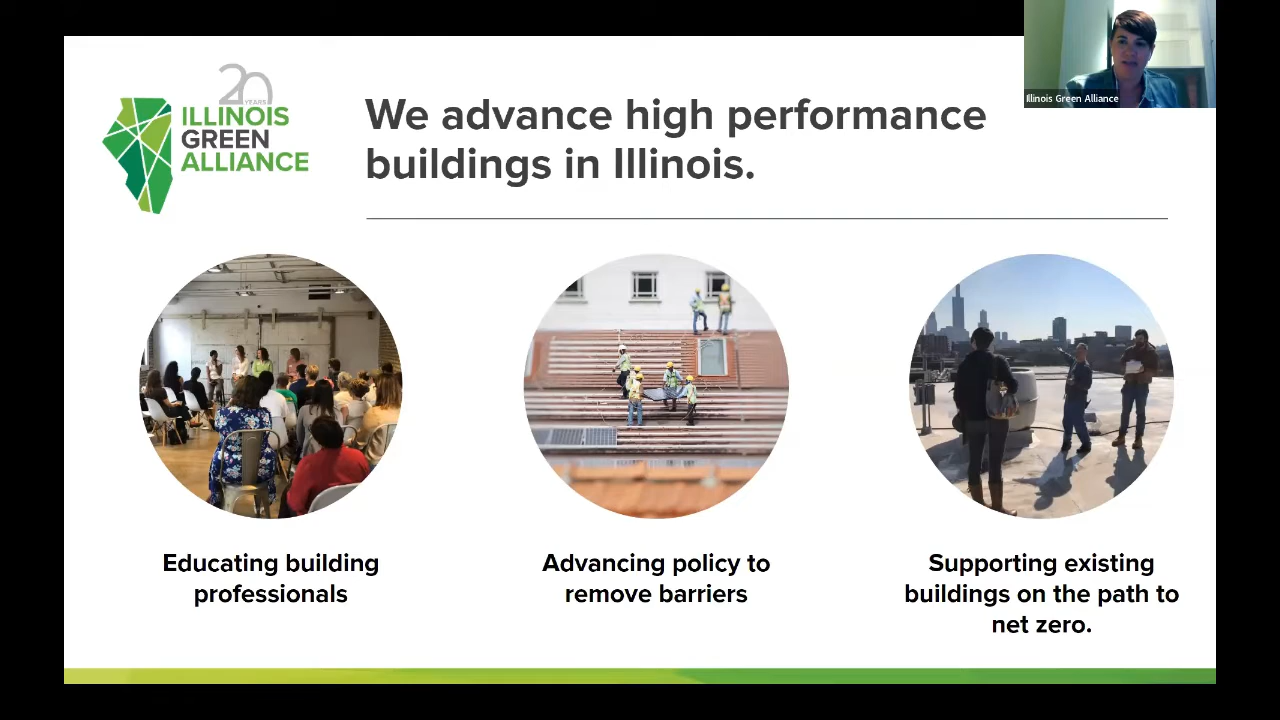 20
YEARS
ILLINOIS
GREEN
ALLIANCE
We advance high performance
buildings in Illinois.
Illinois Green Alliance
Educating building
professionals
Advancing policy to
remove barriers
Supporting existing
buildings on the path to
net zero.